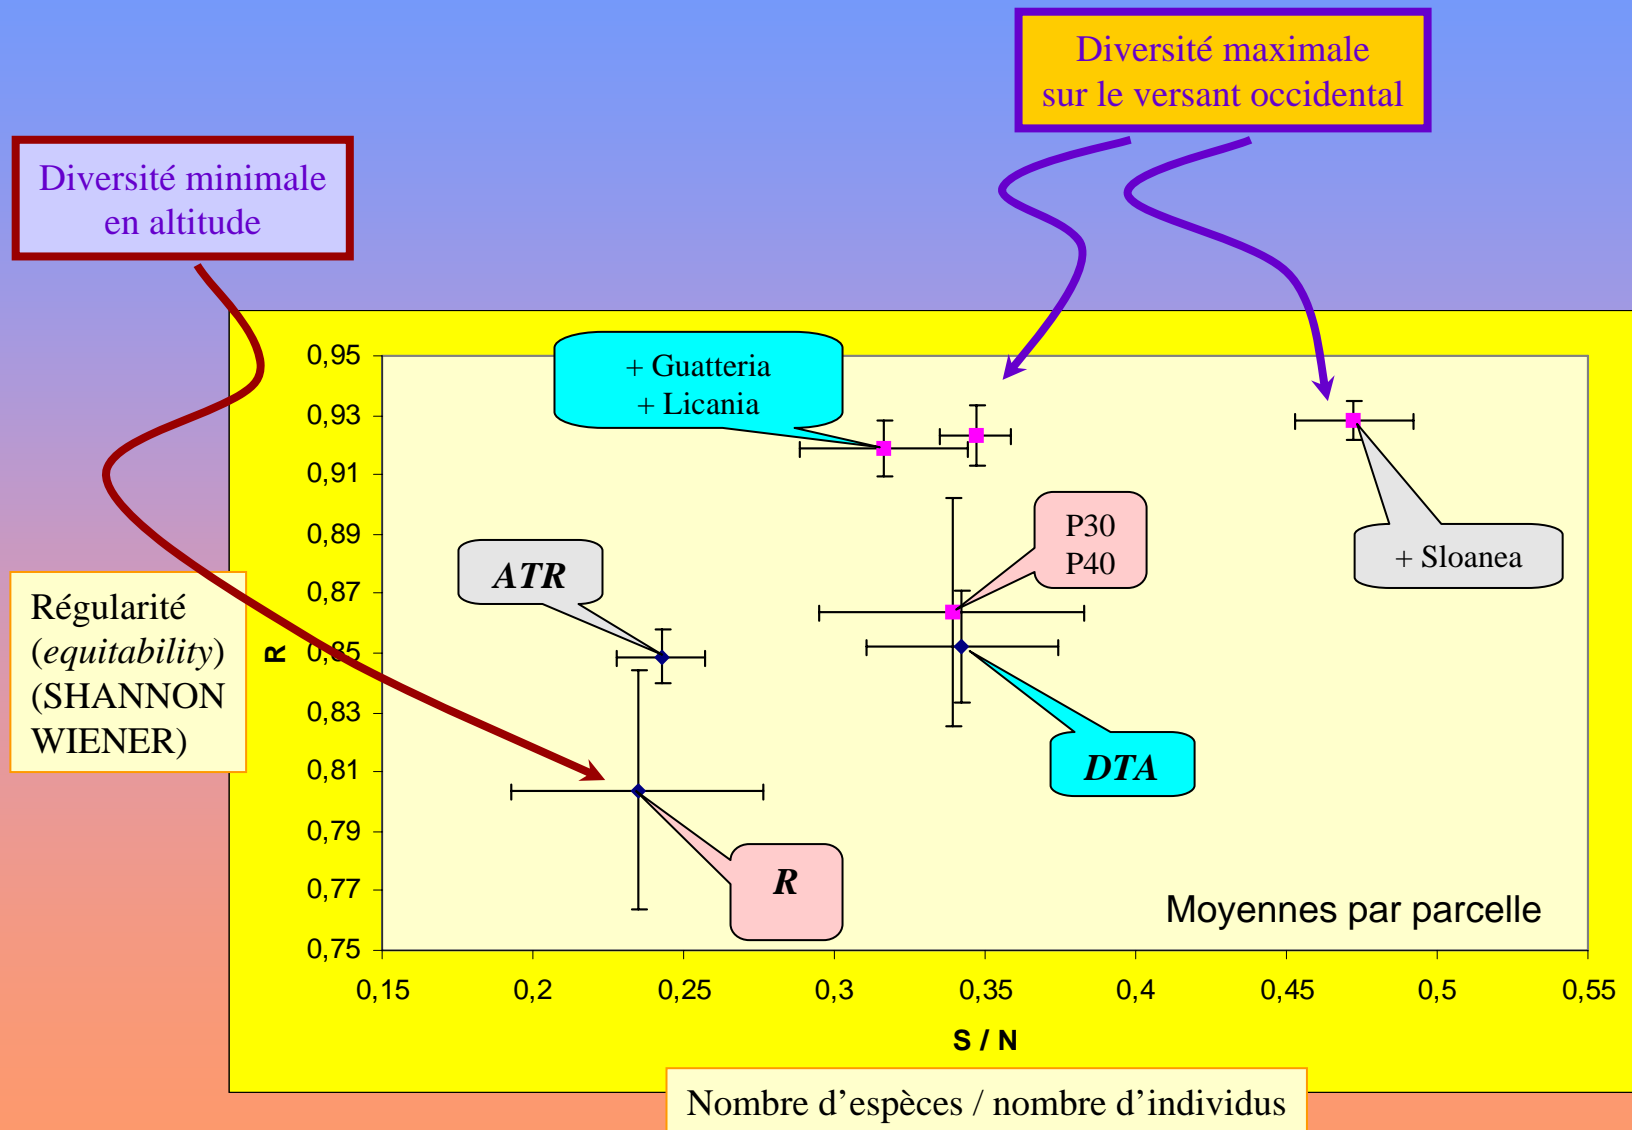 Diversité maximale
sur le versant occidental
Diversité minimale
en altitude
Régularité
(equitability)
(SHANNON
WIENER)
R
0,95
0,93
0,91
0,89
0,87
0,85
0,83
0,81
0,79
0,77
0,75
+ Guatteria
+ Licania
ATR
P30
P40
+ Sloanea
DTA
R
Moyennes par parcelle
0,15 0,2 0,25 0,3 0,35 0,4 0,45 0,5 0,55
S / N
Nombre d’espèces / nombre d’individus